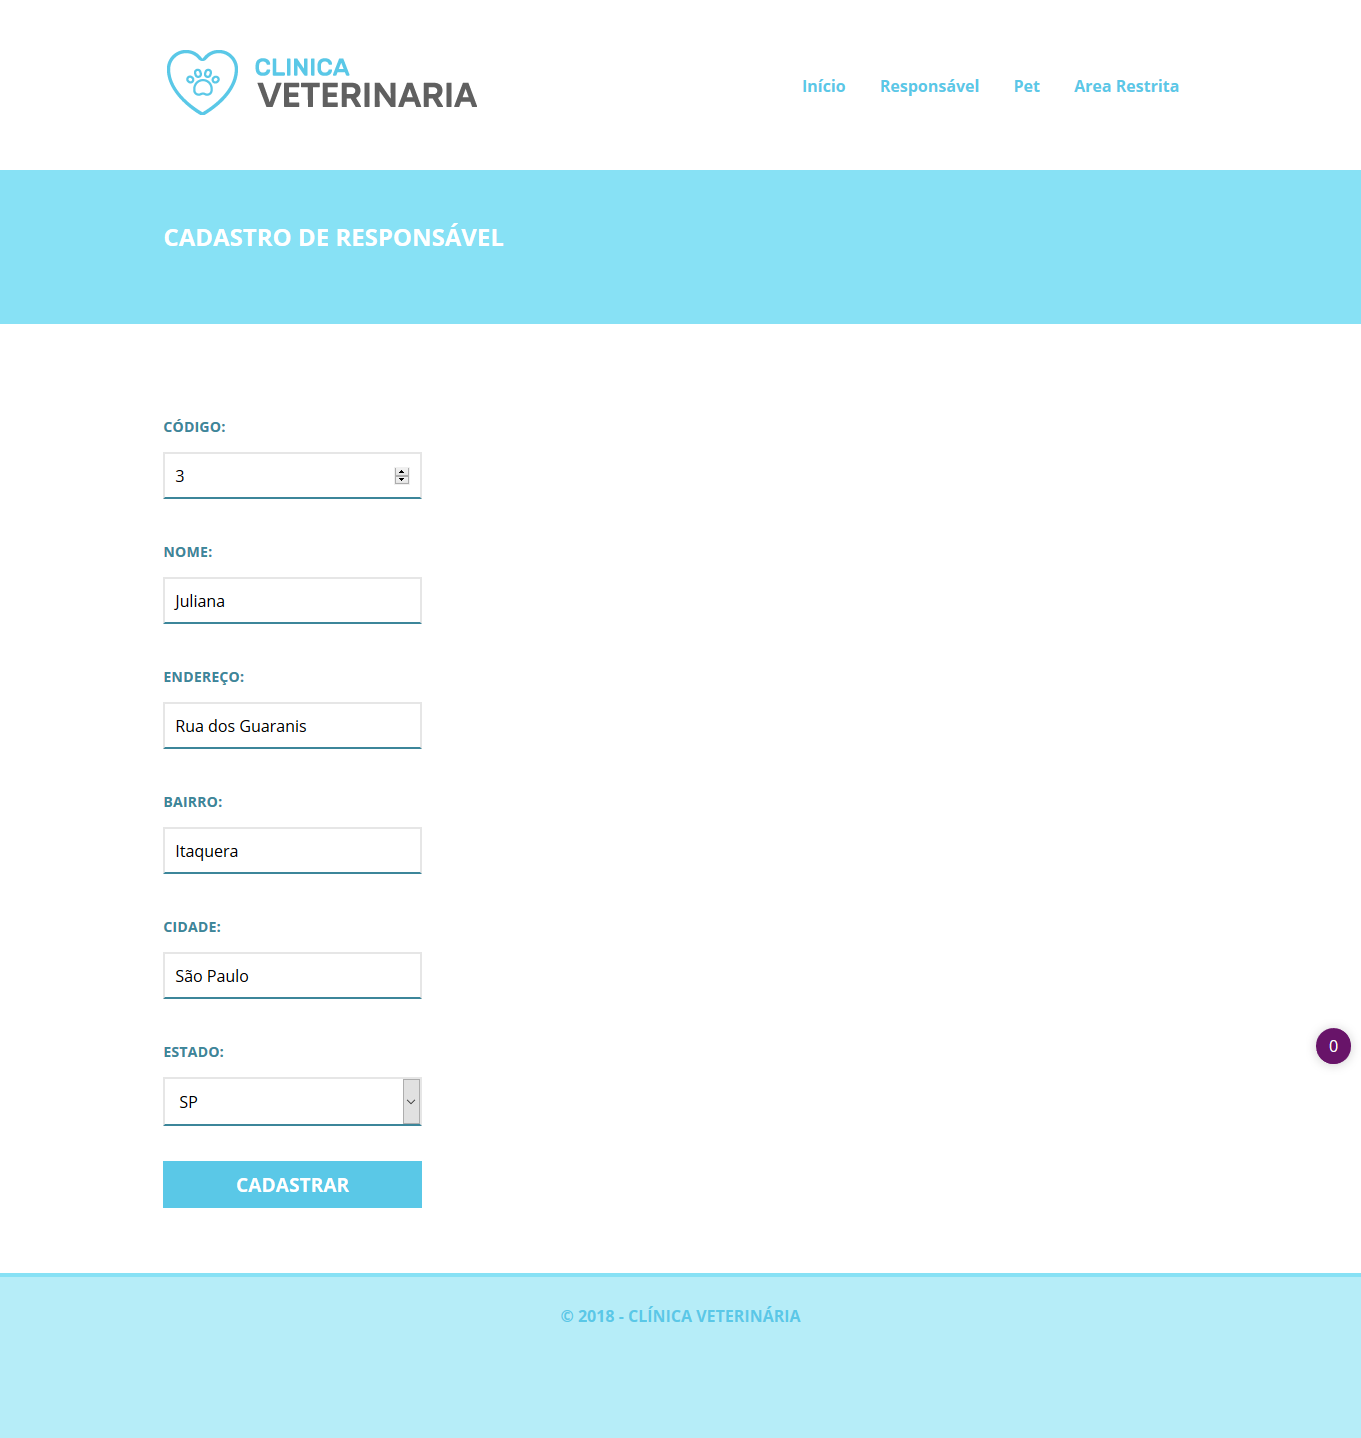 CLINICA
VETERINARIA
Início Responsável Pet Area Restrita
CADASTRO DE RESPONSÁVEL
CÓDIGO:
3
NOME:
Juliana
ENDEREÇO:
Rua dos Guaranis
BAIRRO:
Itaquera
CIDADE:
São Paulo
0
ESTADO:
SP
CADASTRAR
© 2018 - CLÍNICA VETERINÁRIA